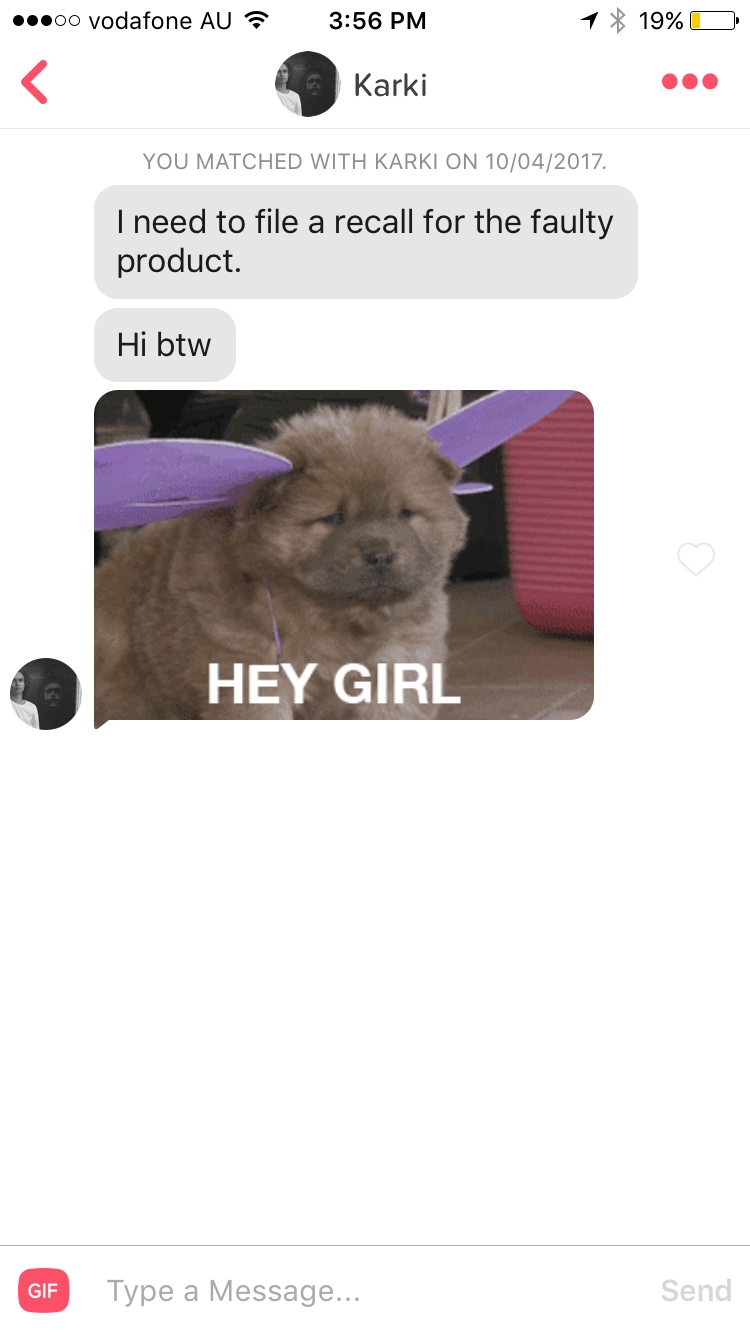 vodafone AU 3:56 PM 19%
Karki
YOU MATCHED WITH KARKI ON 10/04/2017.
I need to file a recall for the faulty
product.
Hi btw
HEY GIRL
GIF Type a Message... Send